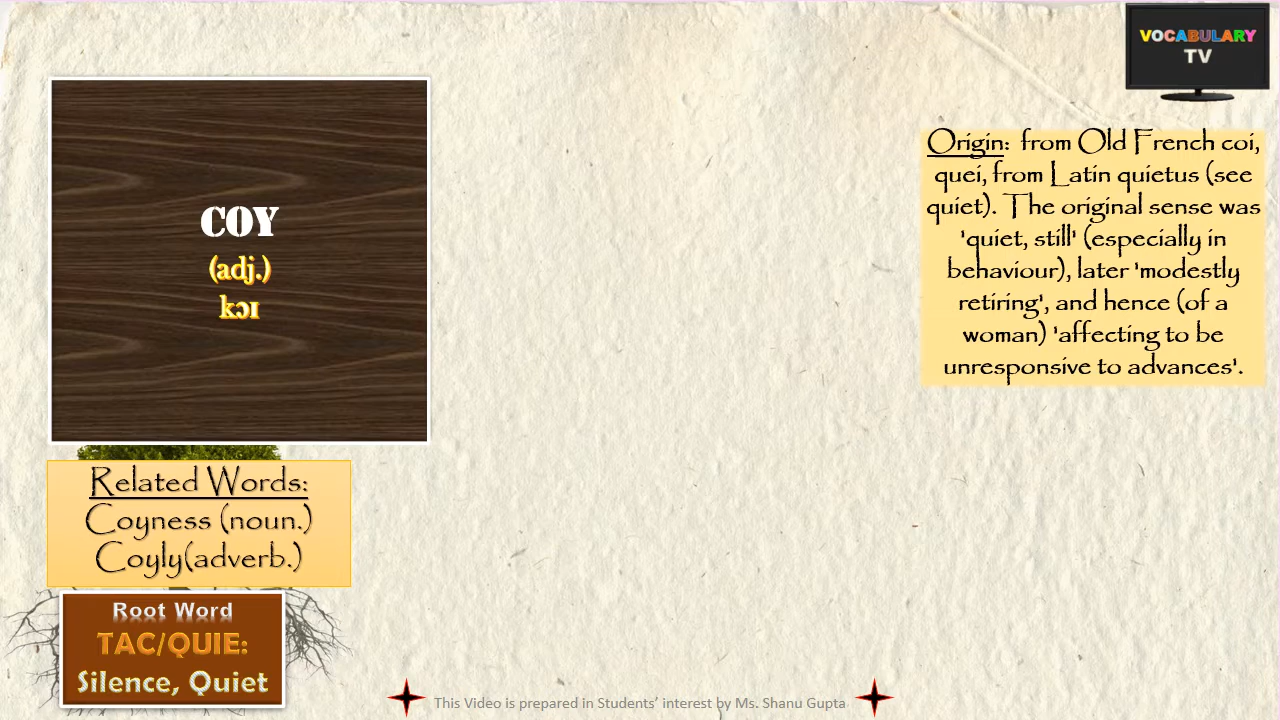 VOCABULARY
TV
COY
(adj.)
kɔɪ
Origin: from Old French coi,
quei, from Latin quietus (see
quiet). The original sense was
'quiet, still' (especially in
behaviour), later 'modestly
retiring', and hence (of a
woman) 'affecting to be
unresponsive to advances'.
Related Words:
Coyness (noun.)
Coyly(adverb.)
Root Word
TAC/QUIE:
Silence, Quiet
This Video is prepared in Students' interest by Ms. Shanu Gupta